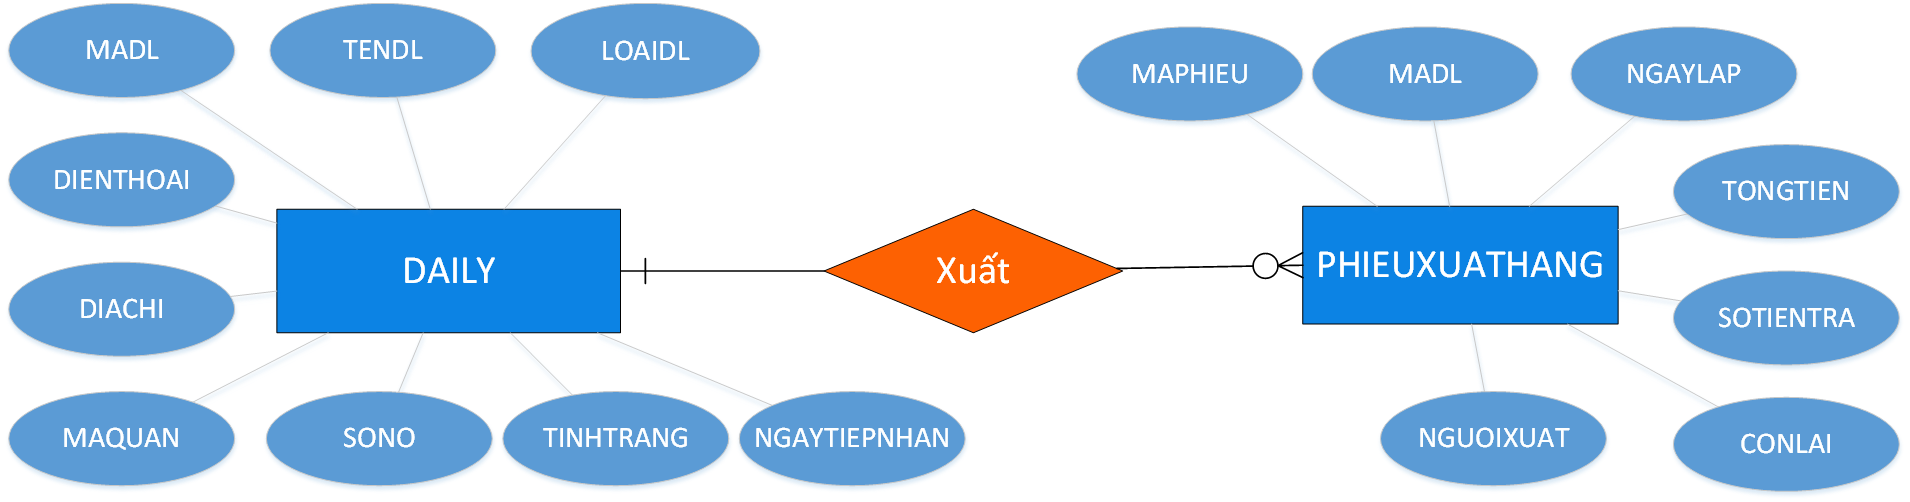 MADL
TENDL
LOAIDL
DIENTHOAI
DIACHI
DAILY
MAQUAN
SONO
TINHTRANG
NGAYTIEPNHAN
Xuất
MAPHIEU
MADL
NGAYLAP
TONGTIEN
PHIEUXUATHANG
SOTIENTRA
NGUOIXUAT
CONLAI